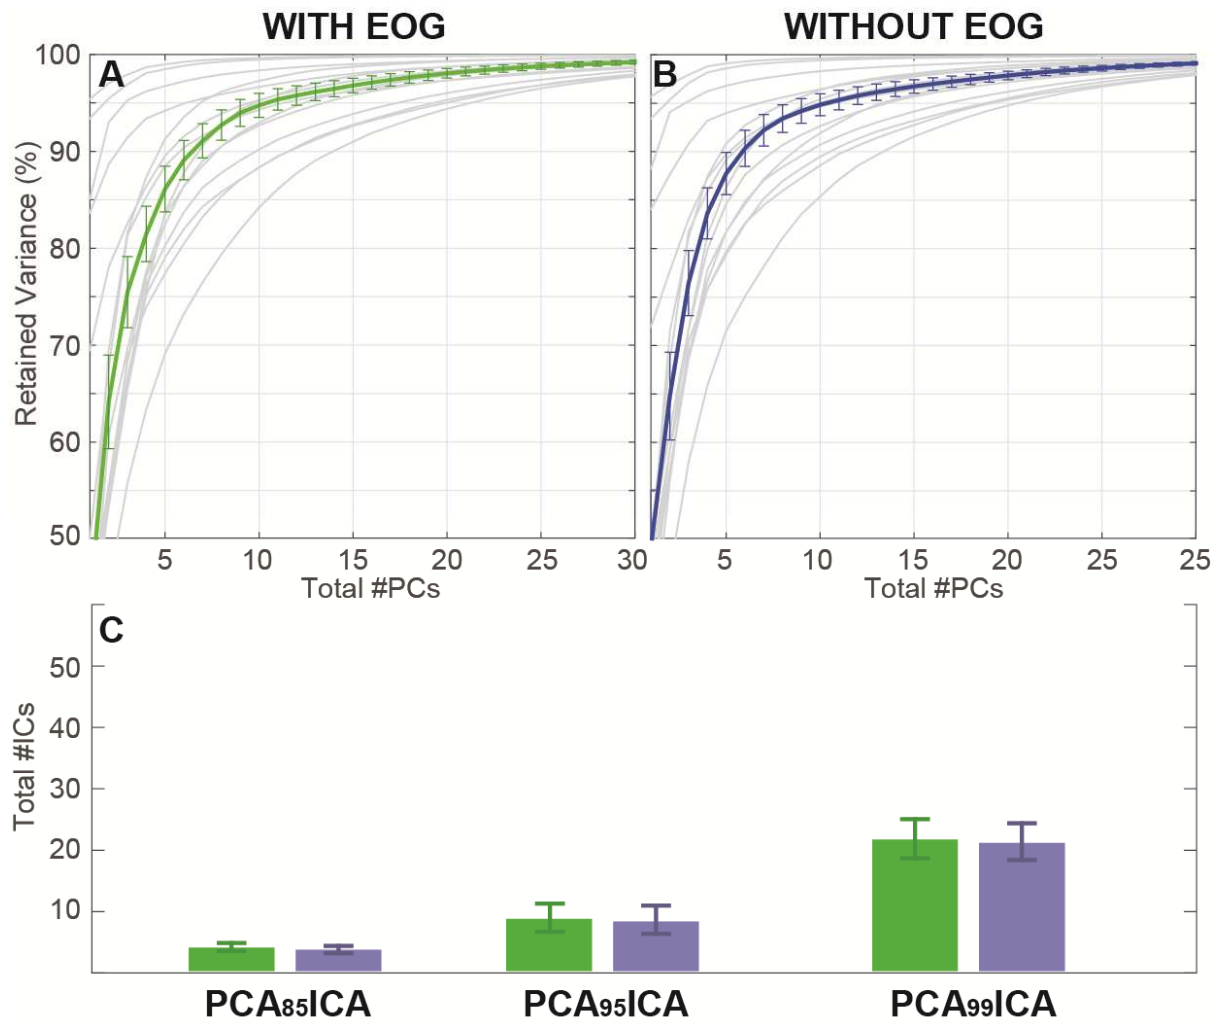 WITH EOG WITHOUT EOG
A B
Retained Variance (%)
100
90
80
70
60
50
5 10 15 20 25 30 5 10 15 20 25 25
Total #PCs Total #PCs
C
Total #ICs
50
40
30
20
10
PCA85ICA PCA95ICA PCA99ICA